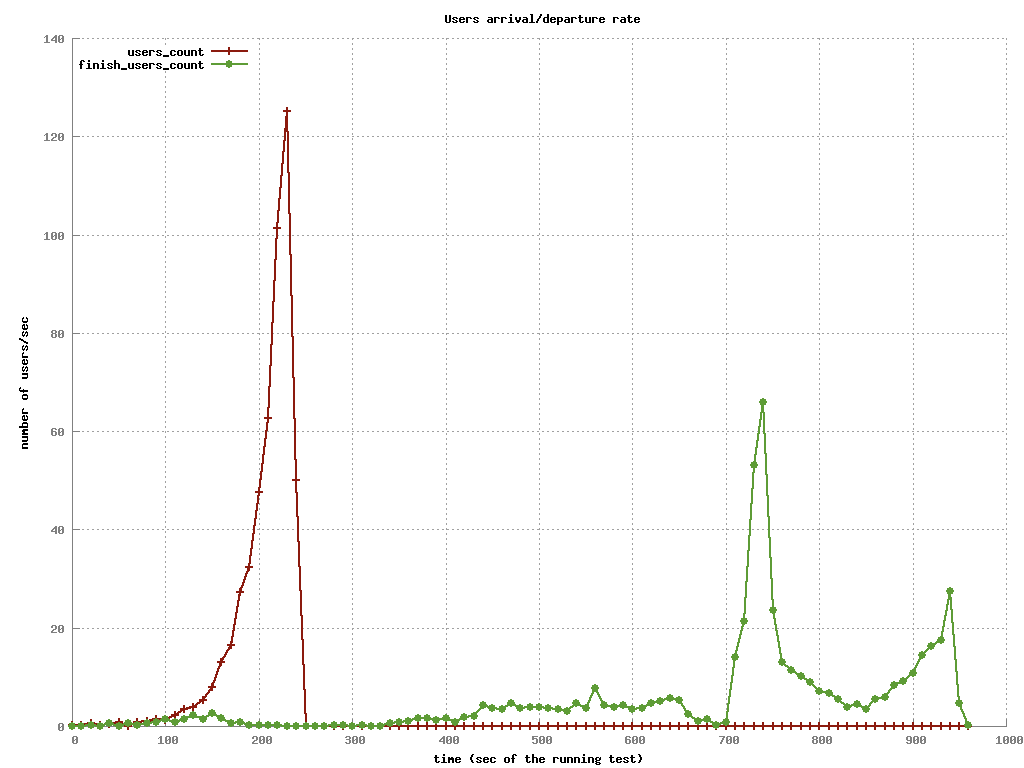 Users arrival/departure rate
users_count
finish_users_count
number of users/sec
140
120
100
80
60
40
20
0
0 100 200 300 400 500 600 700 800 900 1000
time (sec of the running test)